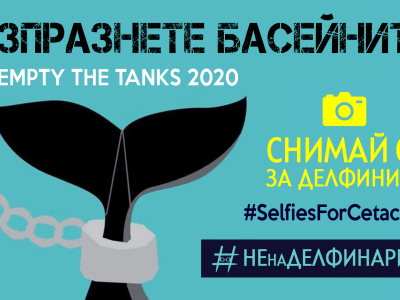 ЗПРАЗНЕТЕ БАСЕЙНИТ
EMPTY THE TANKS 2020
СНИМАЙ С
ЗА ДЕЛФИНИ
#SelfiesForCetac
# НЕнаДЕЛФИНАРИ